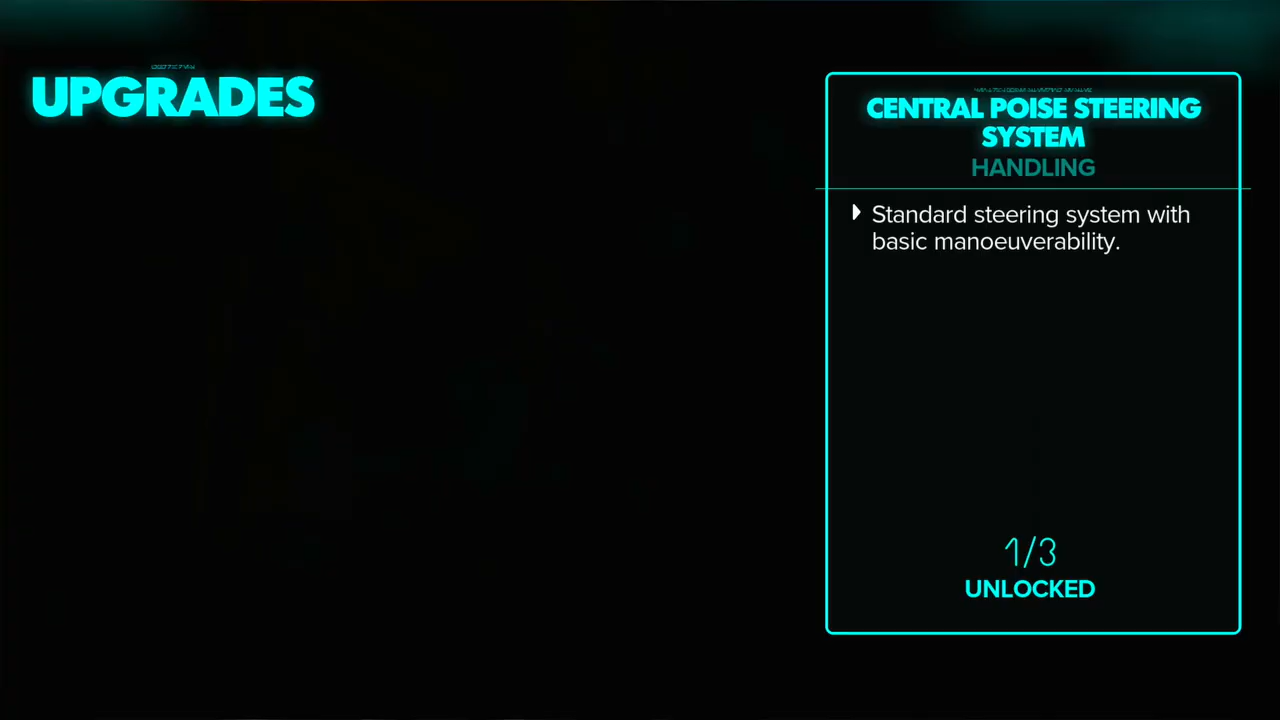 UPGRADES
CENTRAL POISE STEERING
SYSTEM
HANDLING
Standard steering system with
basic manoeuverability.
1/3
UNLOCKED